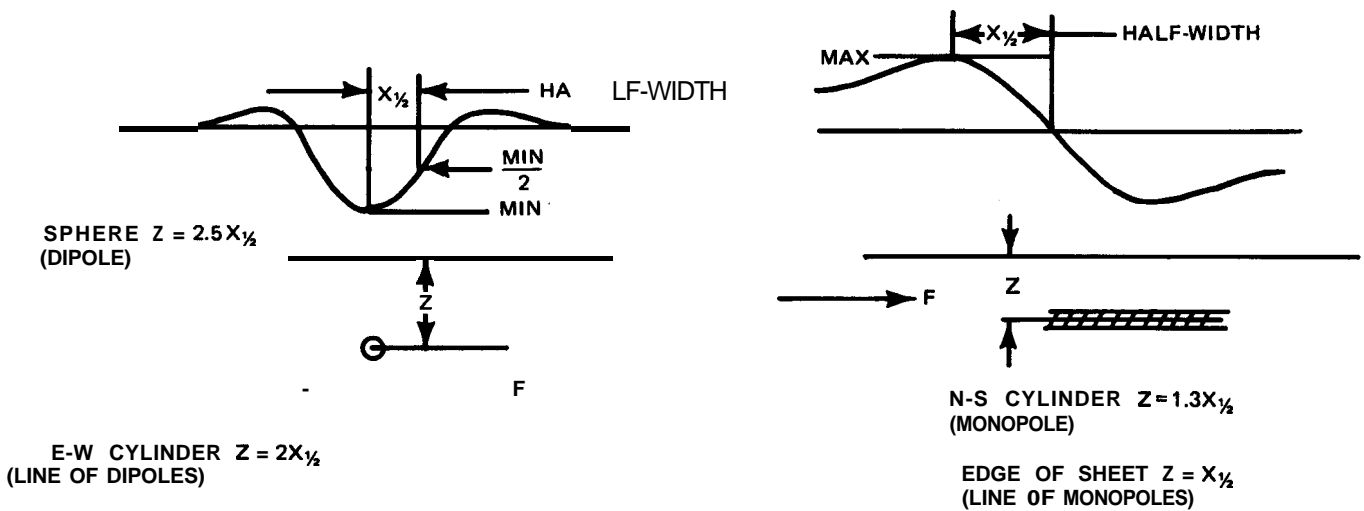 X½ HA LF-WIDTH
MIN
2
MIN
SPHERE Z = 2.5X½
(DIPOLE)
Z
- F
E-W CYLINDER Z = 2X½
(LINE OF DIPOLES)
X½ HALF-WIDTH
MAX
Z
F
N-S CYLINDER Z = 1.3X½
(MONOPOLE)
EDGE OF SHEET Z = X½
(LINE OF MONOPOLES)